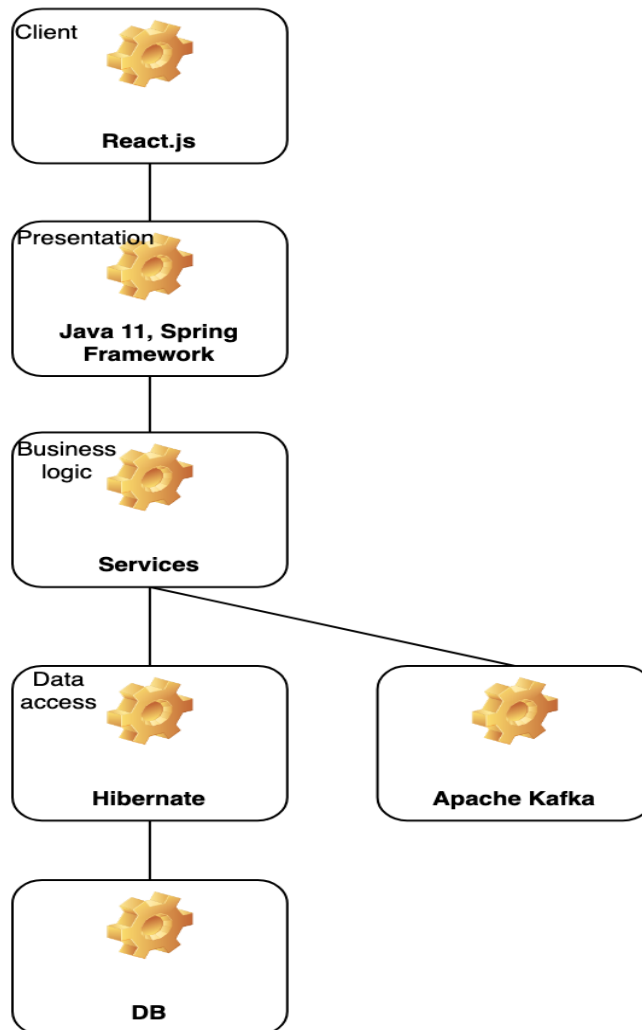 Client
React.js
Presentation
Java 11, Spring
Framework
Business
logic
Services
Data
access
Hibernate
Apache Kafka
DB